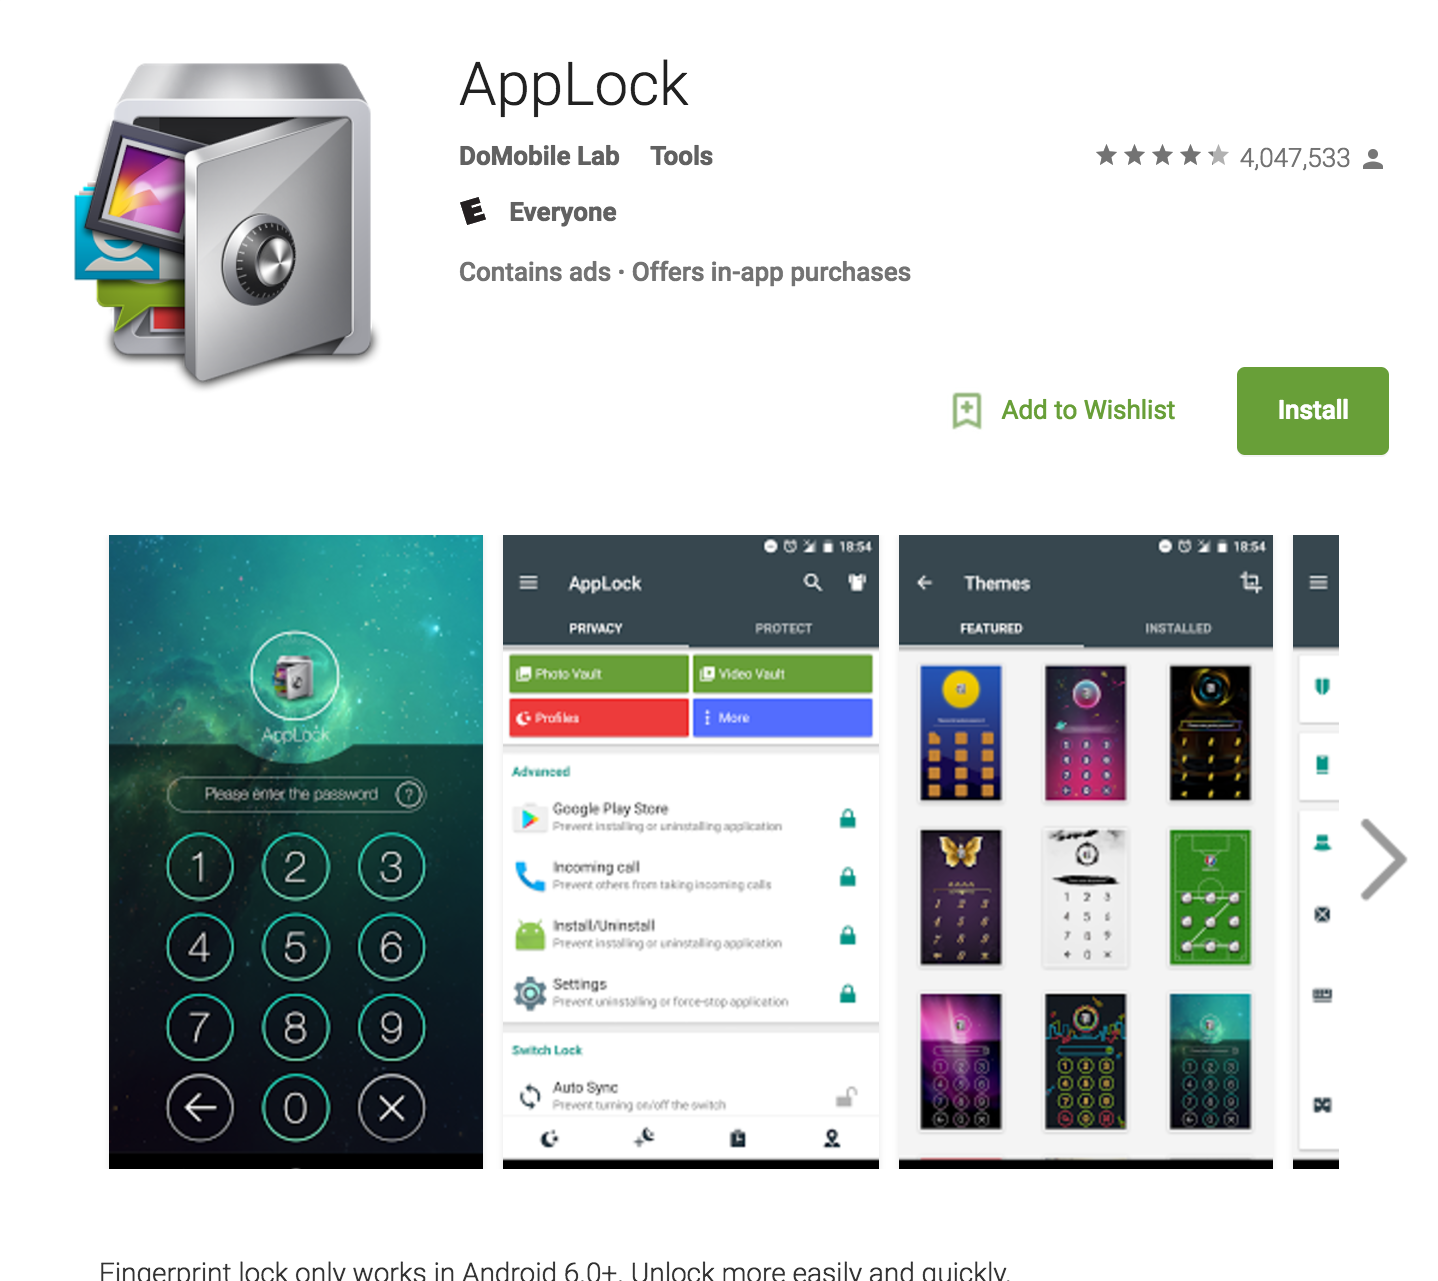 AppLock
DoMobile Lab Tools
4,047,533
E Everyone
Contains ads · Offers in-app purchases
Add to Wishlist
Install
AppLock
Please enter the password ?
1 2 3
4 5 6
7 8 9
0
18:54
AppLock
PRIVACY PROTECT
Photo Vault Video Vault
Profiles More
Advanced
Google Play Store
Prevent installing or uninstalling application
Incoming call
Prevent others from taking incoming calls
Install/Uninstall
Prevent installing or uninstalling application
Settings
Prevent uninstalling or force-stop application
Switch Lock
Auto Sync
Prevent turning on/off the switch
18:54
Themes
FEATURED INSTALLED
Fingerprint lock only works in Android 6.0+. Unlock more easily and quickly.